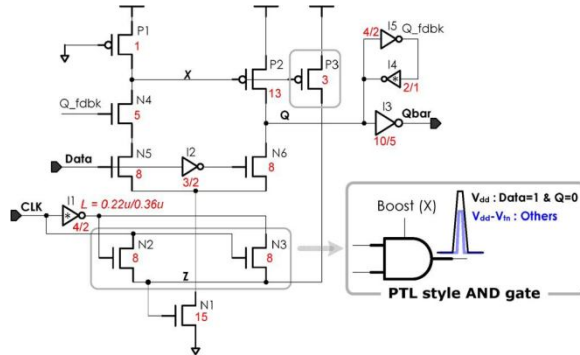 P1
1
X
P2
13
P3
3
4/2
I5
Q_fdbk
I4
*
2/1
Q_fdbk
N4
5
Q
I3
10/5
Qbar
Data
N5
8
I2
3/2
N6
8
CLK
I1
*
4/2
L = 0.22u/0.36u
N2
8
N3
8
Z
N1
15
Boost (X)
Vdd : Data=1 & Q=0
Vdd-Vtn : Others
PTL style AND gate